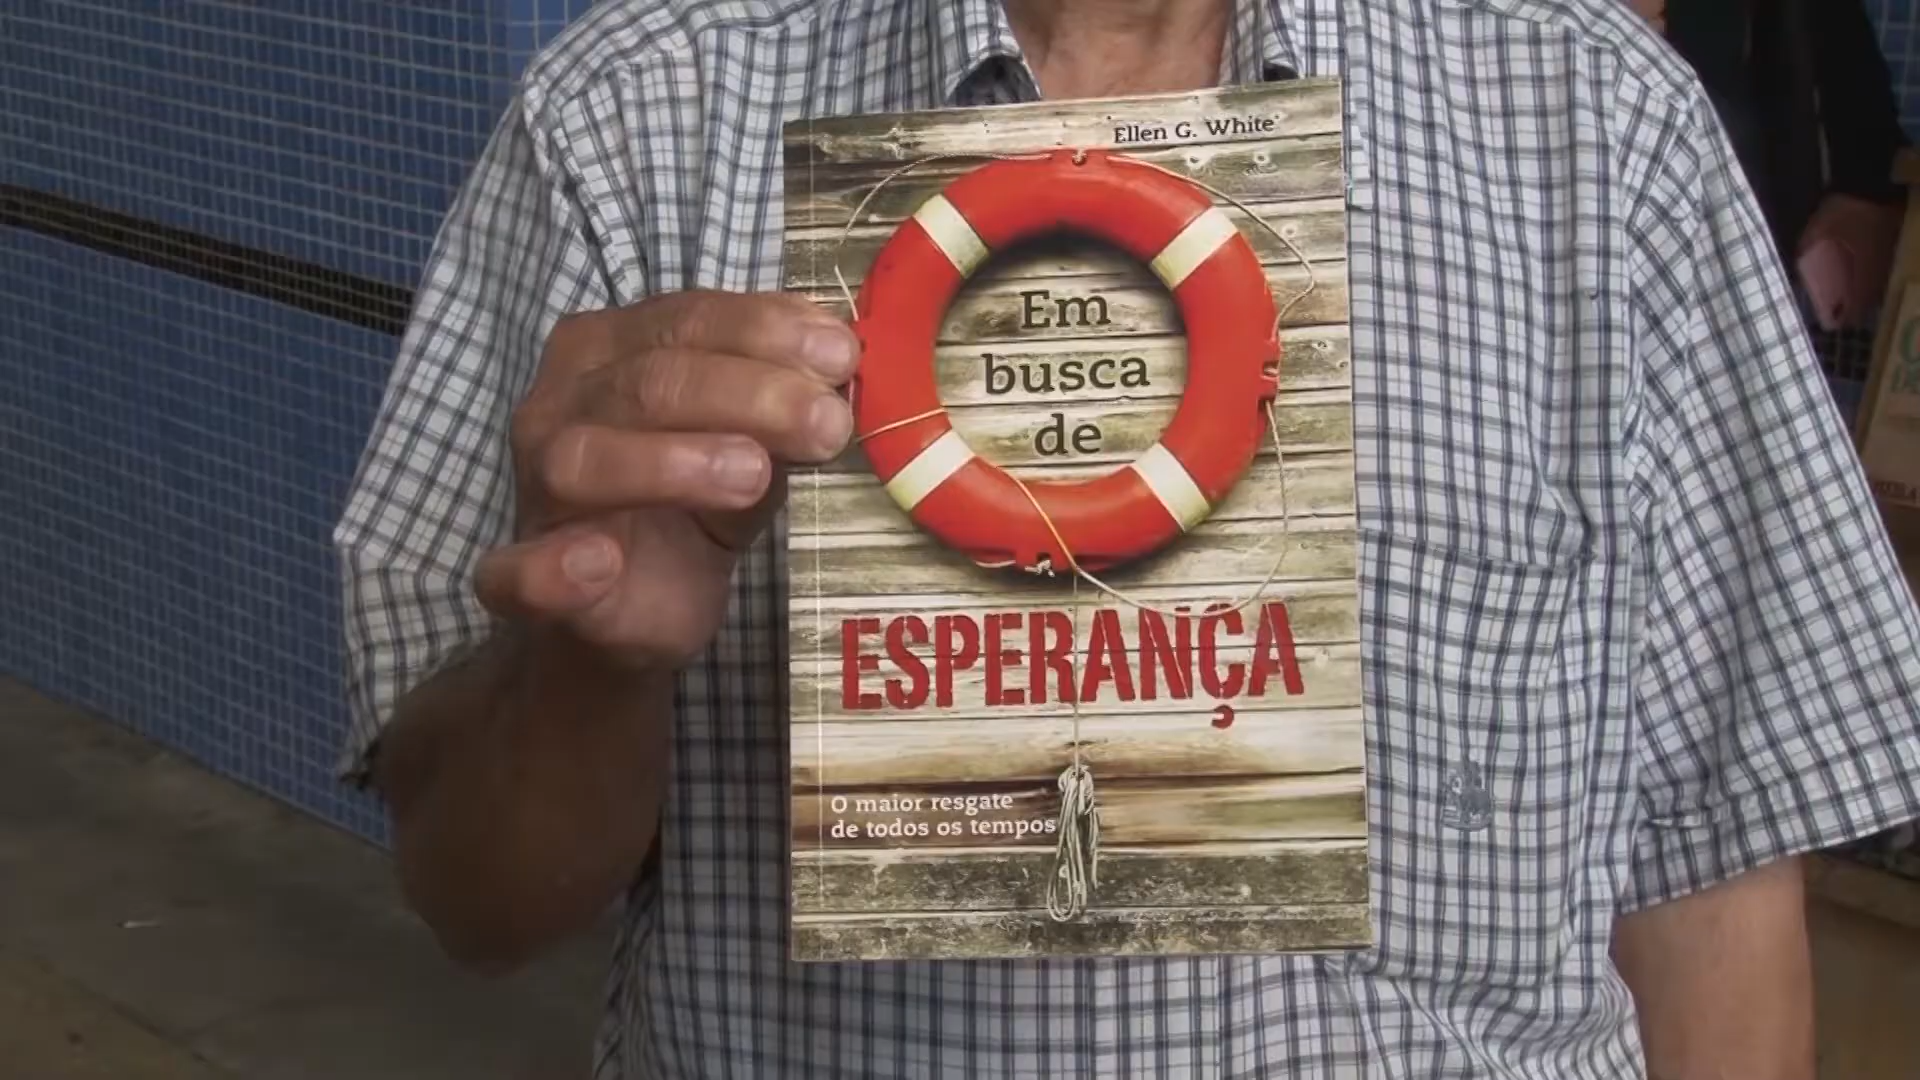 Ellen G. White
Em
busca
de
ESPERANÇA
O maior resgate
de todos os tempos